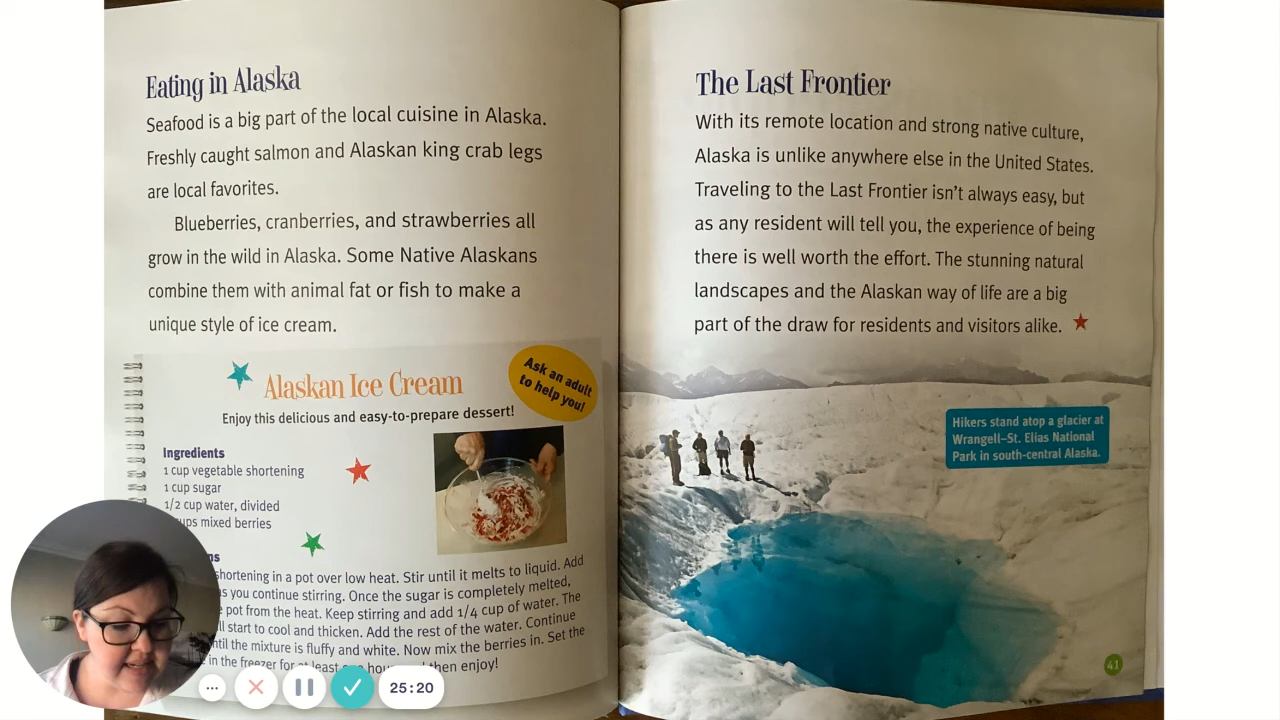 Eating in Alaska
Seafood is a big part of the local cuisine in Alaska.
Freshly caught salmon and Alaskan king crab legs
are local favorites.
Blueberries, cranberries, and strawberries all
grow in the wild in Alaska. Some Native Alaskans
combine them with animal fat or fish to make a
unique style of ice cream.
Alaskan Ice Cream
Ask an adult
to help you!
Enjoy this delicious and easy-to-prepare dessert!
Ingredients
1 cup vegetable shortening
1 cup sugar
1/2 cup water, divided
mixed berries
shortening in a pot over low heat. Stir until it melts to liquid. Add
as you continue stirring. Once the sugar is completely melted,
pot from the heat. Keep stirring and add 1/4 cup of water. The
start to cool and thicken. Add the rest of the water. Continue
until the mixture is fluffy and white. Now mix the berries in. Set the
in the freezer for at least then enjoy!
25:20
The Last Frontier
With its remote location and strong native culture,
Alaska is unlike anywhere else in the United States.
Traveling to the Last Frontier isn't always easy, but
as any resident will tell you, the experience of being
there is well worth the effort. The stunning natural
landscapes and the Alaskan way of life are a big
part of the draw for residents and visitors alike.
Hikers stand atop a glacier at
Wrangell–St. Elias National
Park in south-central Alaska.
41